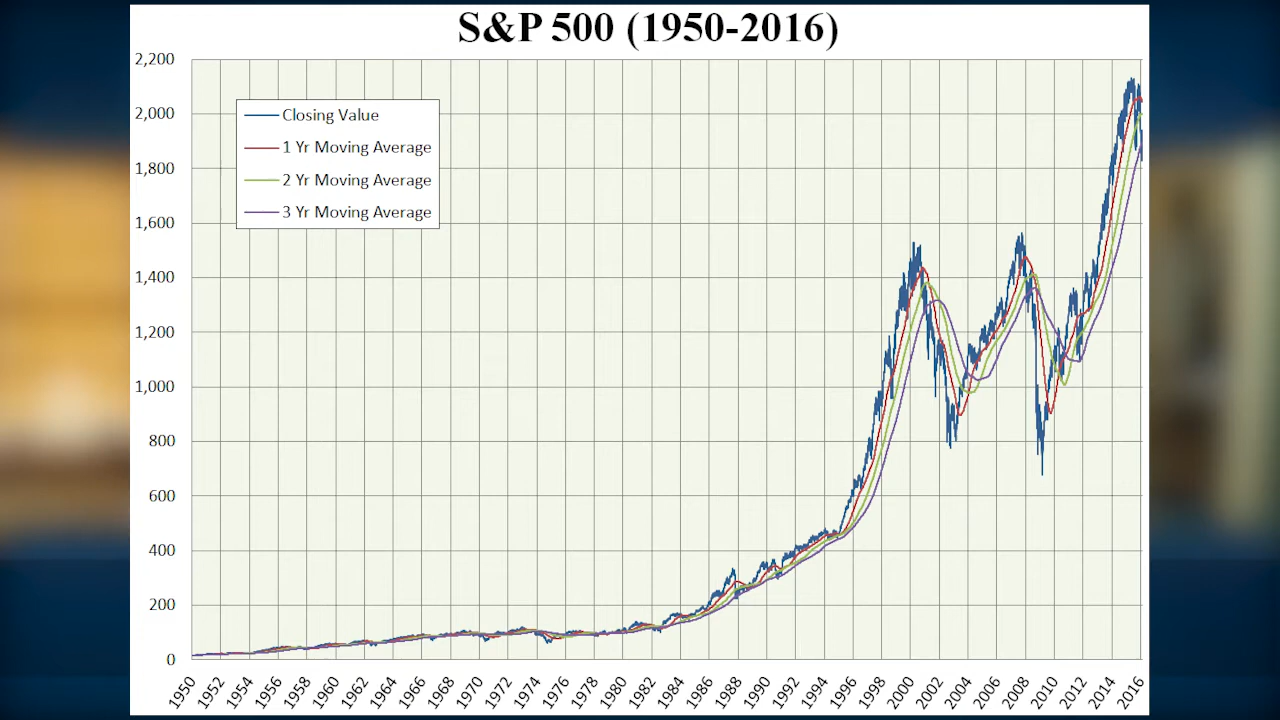 S&P 500 (1950-2016)
2,200
2,000
1,800
1,600
1,400
1,200
1,000
800
600
400
200
0
Closing Value
1 Yr Moving Average
2 Yr Moving Average
3 Yr Moving Average
1950 1952 1954 1956 1958 1960 1962 1964 1966 1968 1970 1972 1974 1976 1978 1980 1982 1984 1986 1988 1990 1992 1994 1996 1998 2000 2002 2004 2006 2008 2010 2012 2014 2016